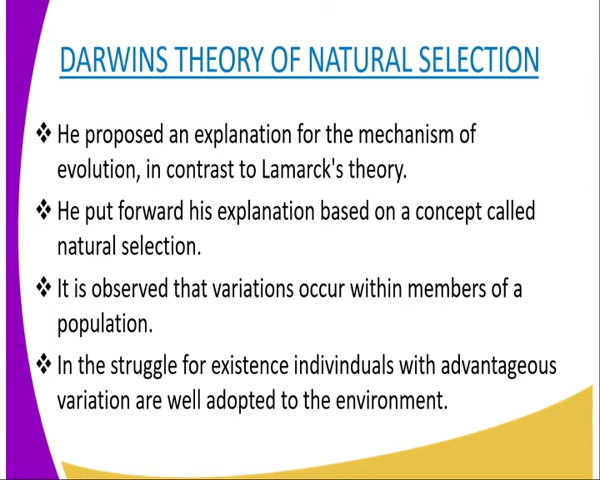 DARWINS THEORY OF NATURAL SELECTION
❖ He proposed an explanation for the mechanism of
evolution, in contrast to Lamarck's theory.
❖ He put forward his explanation based on a concept called
natural selection.
❖ It is observed that variations occur within members of a
population.
❖ In the struggle for existence indivinduals with advantageous
variation are well adopted to the environment.